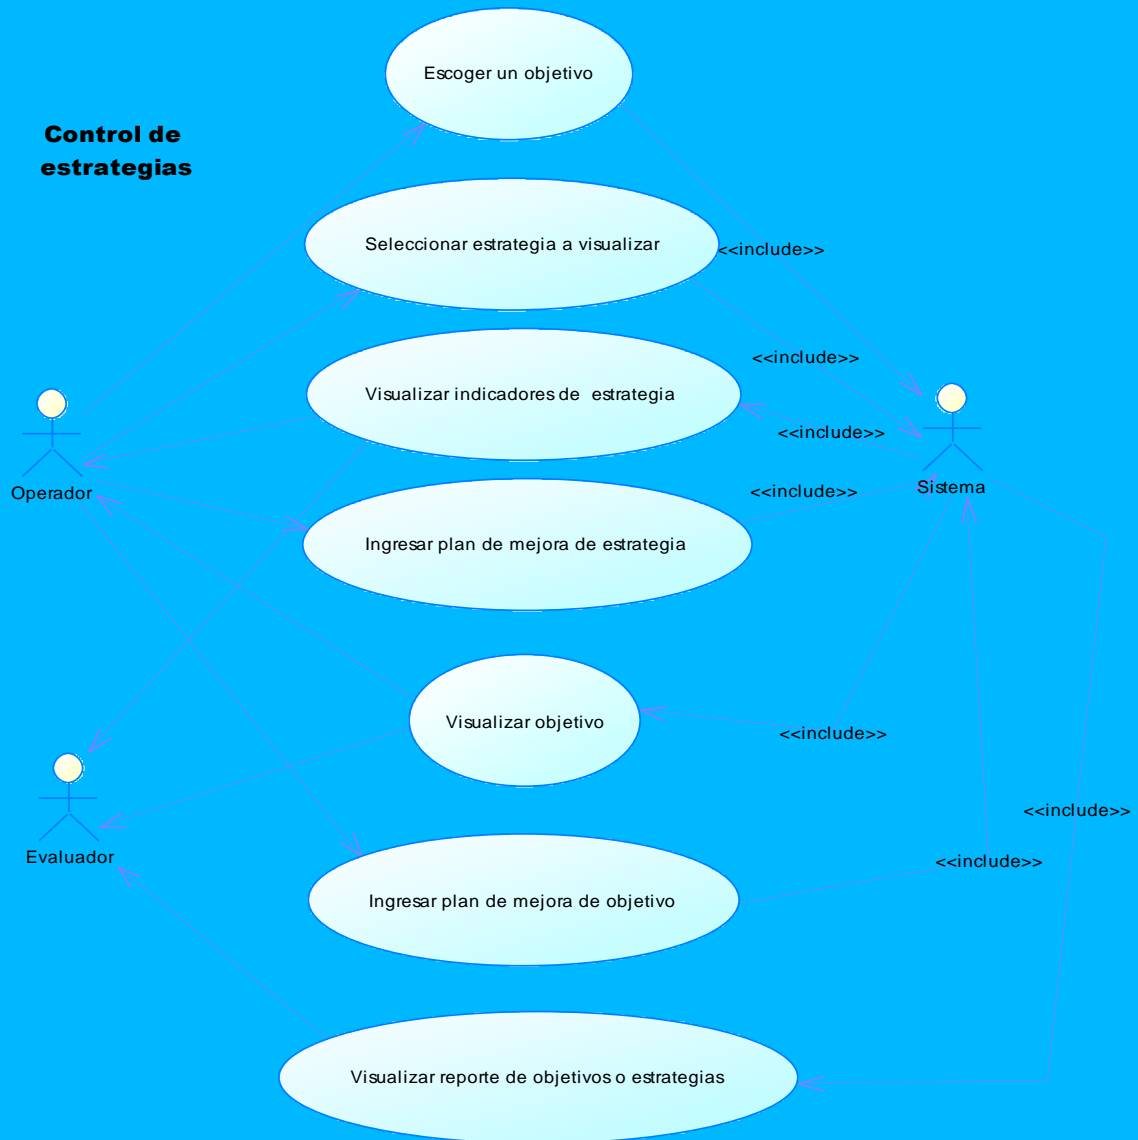 Escoger un objetivo
Control de
estrategias
Seleccionar estrategia a visualizar
<<include>>
<<include>>
Visualizar indicadores de estrategia
<<include>>
Operador
<<include>>
Sistema
Ingresar plan de mejora de estrategia
Visualizar objetivo
<<include>>
<<include>>
Evaluador
<<include>>
Ingresar plan de mejora de objetivo
Visualizar reporte de objetivos o estrategias